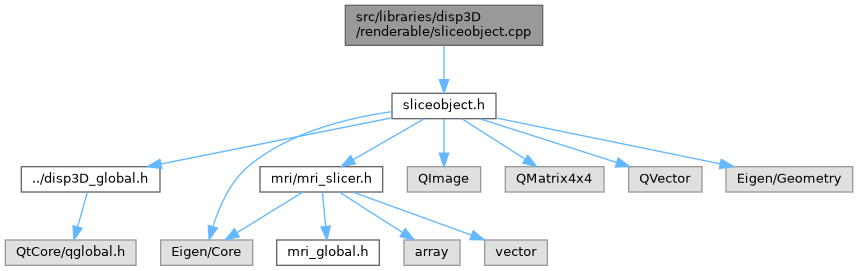 src/libraries/disp3D
/renderable/sliceobject.cpp
sliceobject.h
../disp3D_global.h
mri/mri_slicer.h
QImage
QMatrix4x4
QVector
Eigen/Geometry
QtCore/qglobal.h
Eigen/Core
mri_global.h
array
vector